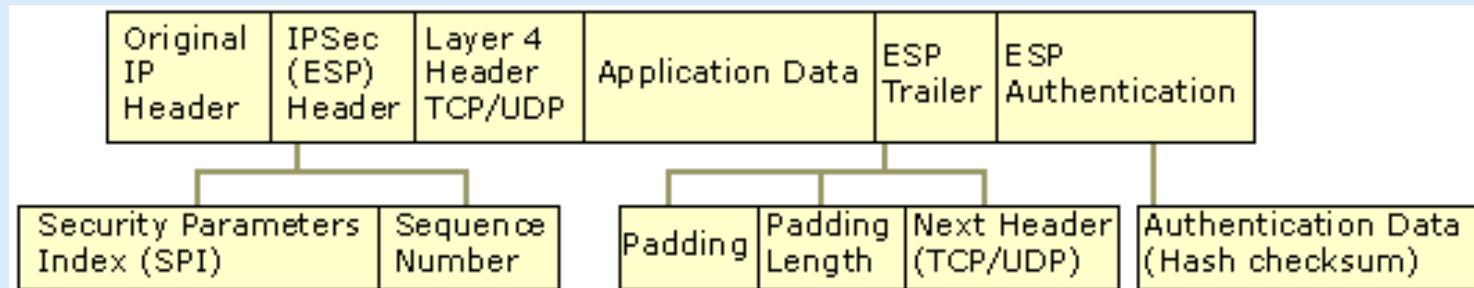 Original
IP
Header
IPSec
(ESP)
Header
Layer 4
Header
TCP/UDP
Application Data
ESP
Trailer
ESP
Authentication
Security Parameters
Index (SPI)
Sequence
Number
Padding
Padding
Length
Next Header
(TCP/UDP)
Authentication Data
(Hash checksum)